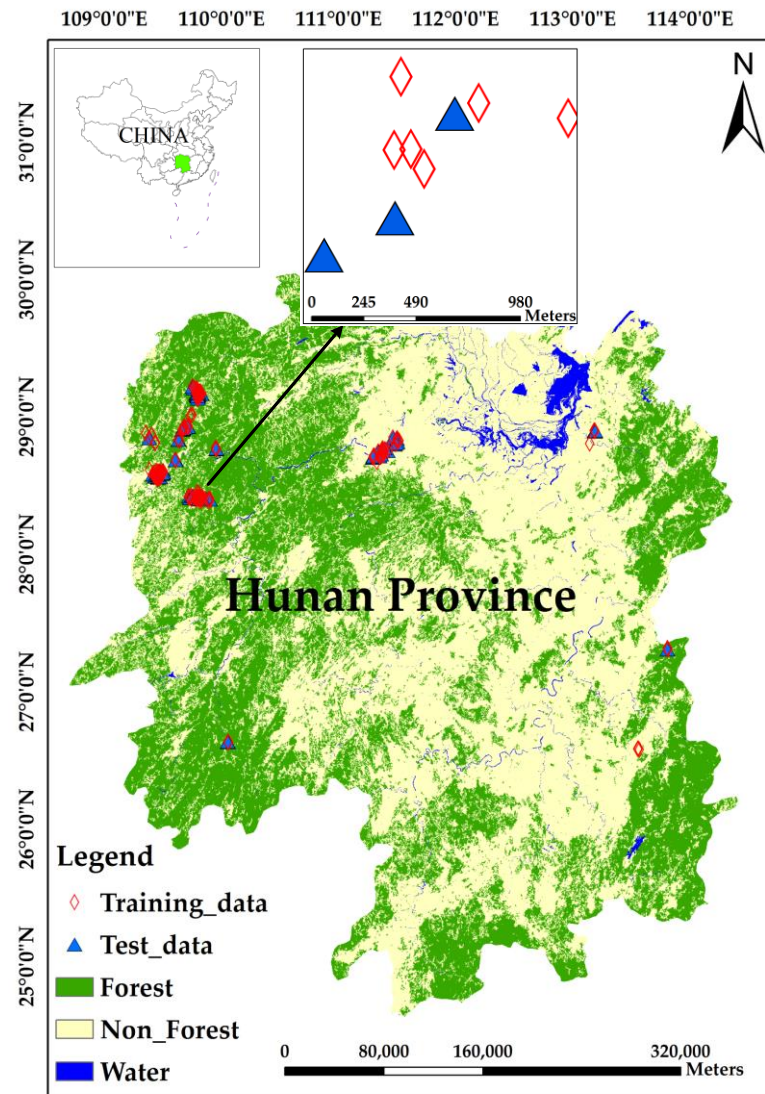 109°0'0"E 110°0'0"E 111°0'0"E 112°0'0"E 113°0'0"E 114°0'0"E
N
CHINA
31°0'0"N
30°0'0"N
29°0'0"N
28°0'0"N
27°0'0"N
26°0'0"N
25°0'0"N
0 245 490 980
Meters
Hunan Province
Legend
Training_data
Test_data
Forest
Non_Forest
Water
0 80,000 160,000 320,000
Meters